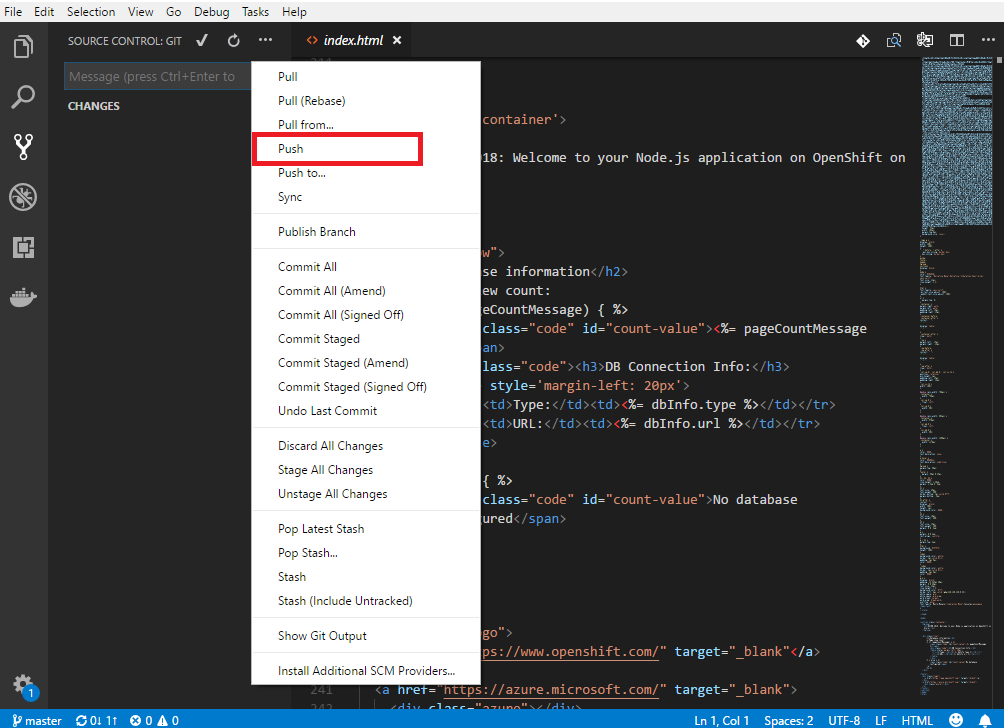 File Edit Selection View Go Debug Tasks Help
SOURCE CONTROL: GIT
index.html
Message (press Ctrl+Enter to
CHANGES
Pull
Pull (Rebase)
Pull from...
Push
Push to...
Sync
Publish Branch
Commit All
Commit All (Amend)
Commit All (Signed Off)
Commit Staged
Commit Staged (Amend)
Commit Staged (Signed Off)
Undo Last Commit
Discard All Changes
Stage All Changes
Unstage All Changes
Pop Latest Stash
Pop Stash...
Stash
Stash (Include Untracked)
Show Git Output
Install Additional SCM Providers...
container'>
18: Welcome to your Node.js application on OpenShift on
w">
se information</h2>
ew count:
geCountMessage) { %>
class="code" id="count-value"><%= pageCountMessage
an>
lass="code"><h3>DB Connection Info:</h3>
style='margin-left: 20px'>
<td>Type:</td><td><%= dbInfo.type %></td></tr>
<td>URL:</td><td><%= dbInfo.url %></td></tr>
e>
{ %>
class="code" id="count-value">No database
ured</span>
go">
ps://www.openshift.com/" target="_blank"</a>
241 <a href="https://azure.microsoft.com/" target="_blank">
242 <div class="azure"></div>
1
master 0↓ 1↑ 0 0 Ln 1, Col 1 Spaces: 2 UTF-8 LF HTML